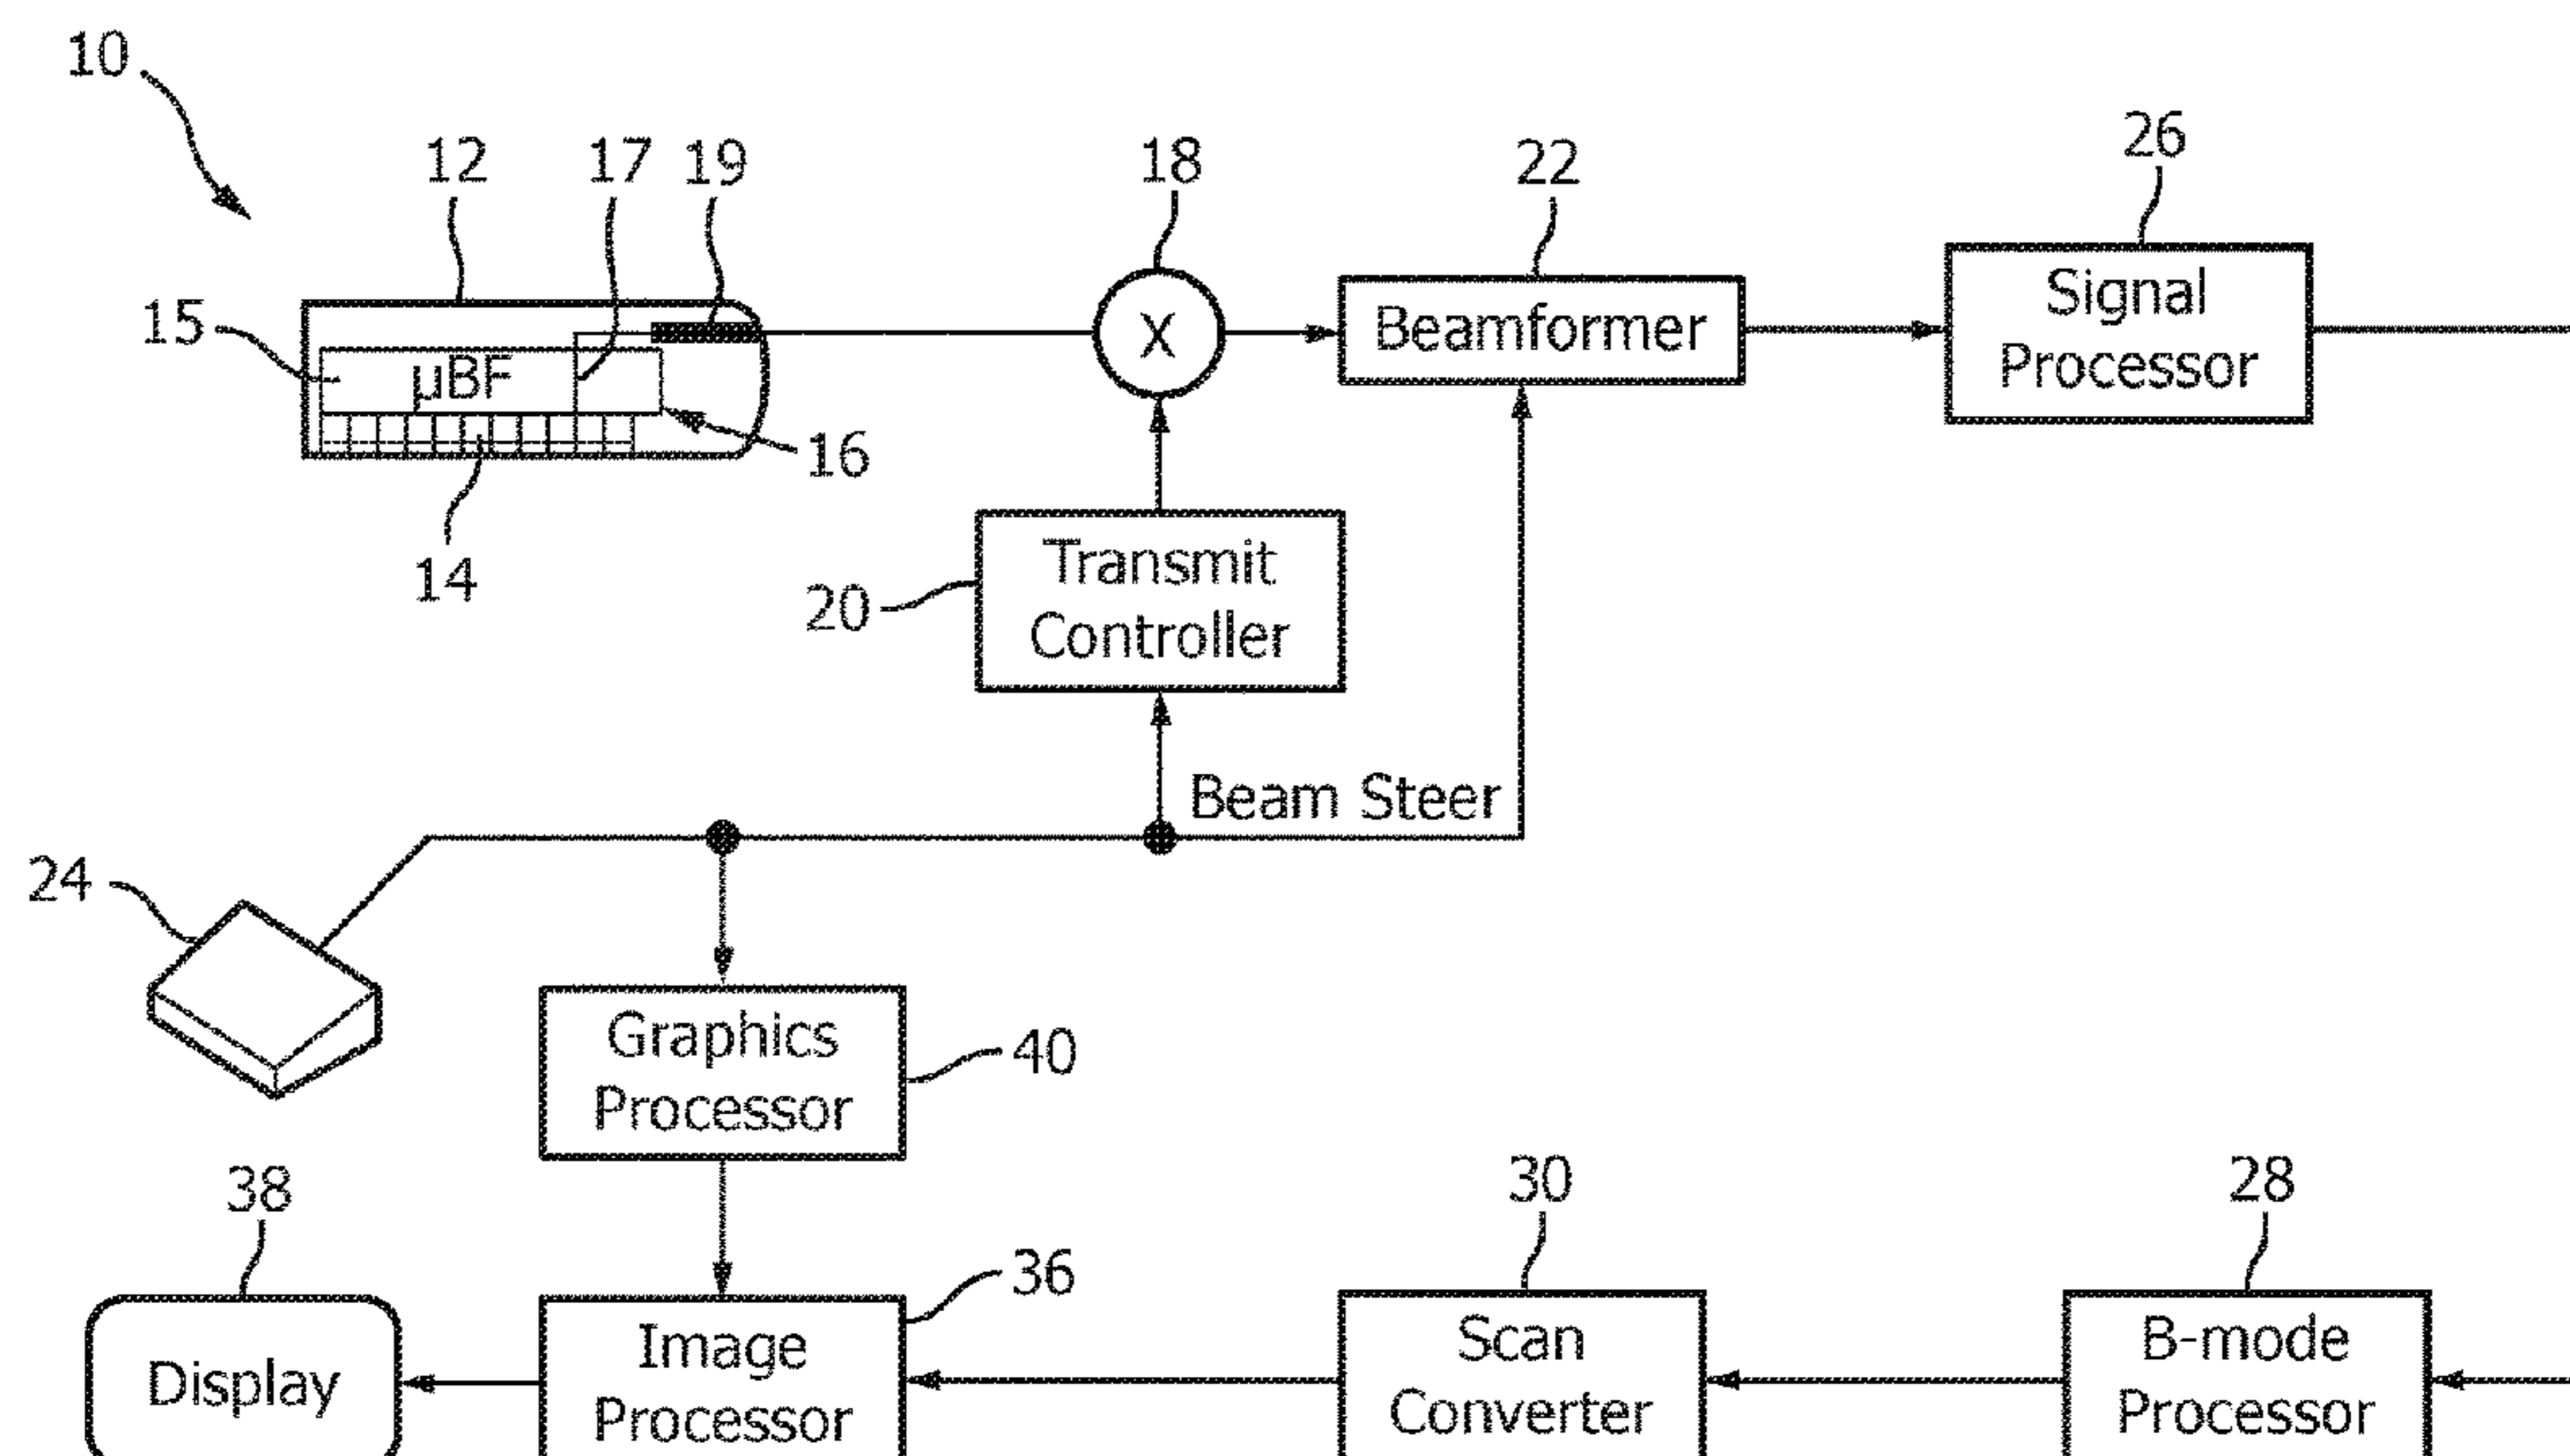 10
12
17
19
18
22
26
15
µBF
X
Beamformer
Signal
Processor
16
14
20
Transmit
Controller
Beam Steer
24
Graphics
Processor
40
38
30
28
36
Display
Image
Processor
Scan
Converter
B-mode
Processor